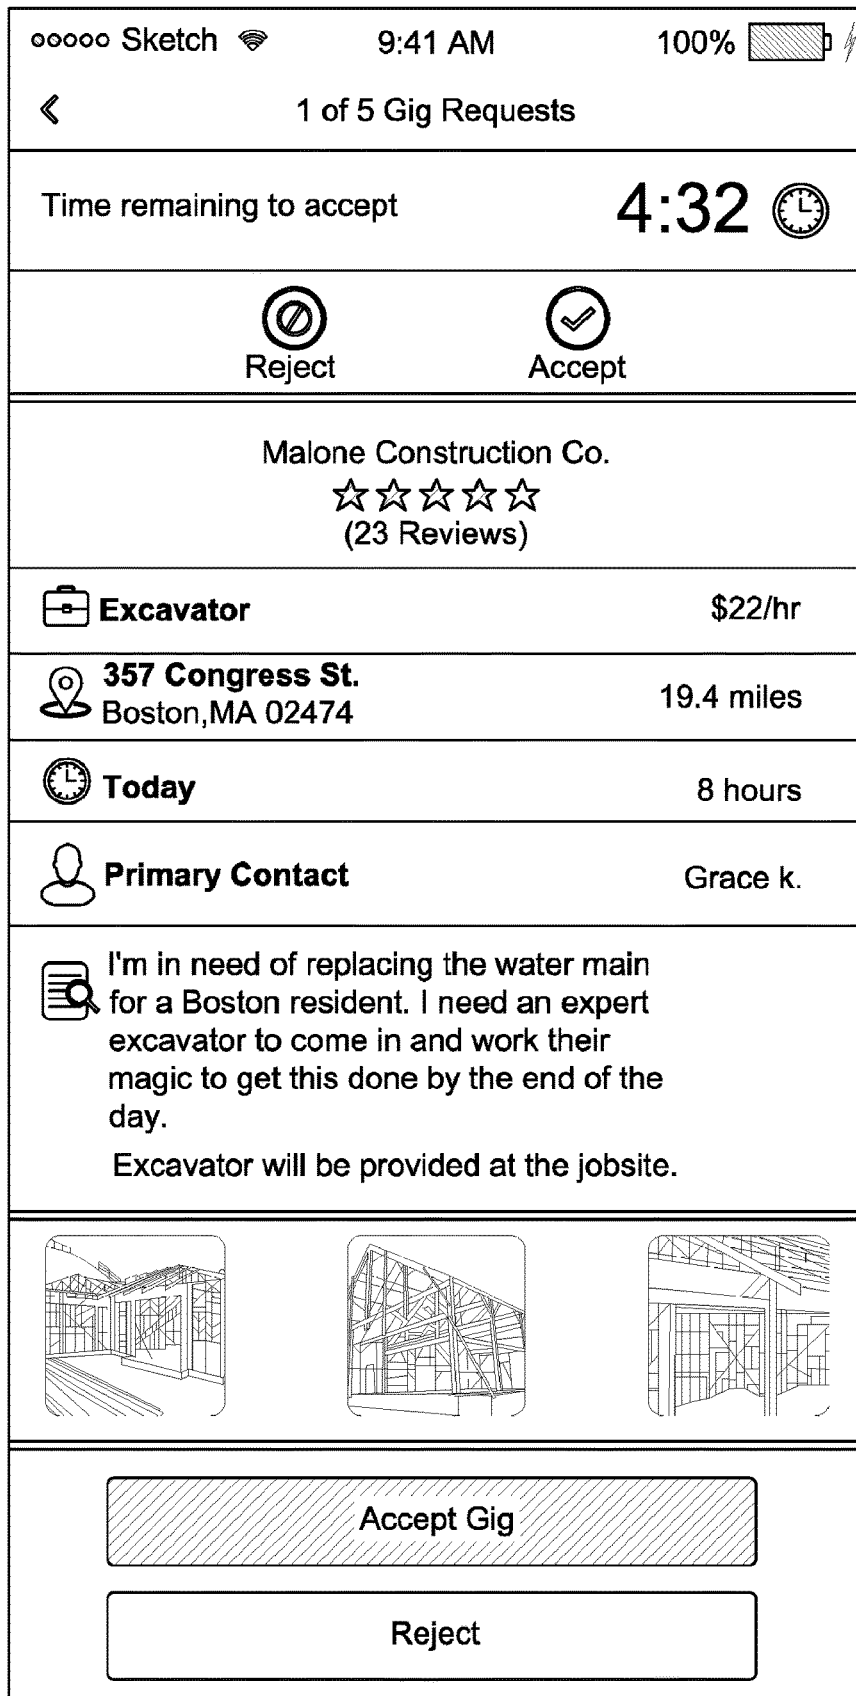 Sketch 9:41 AM 100%
1 of 5 Gig Requests
Time remaining to accept 4:32
Reject Accept
Malone Construction Co.
(23 Reviews)
Excavator $22/hr
357 Congress St.
Boston,MA 02474 19.4 miles
Today 8 hours
Primary Contact Grace k.
I'm in need of replacing the water main
for a Boston resident. I need an expert
excavator to come in and work their
magic to get this done by the end of the
day.
Excavator will be provided at the jobsite.
Accept Gig
Reject